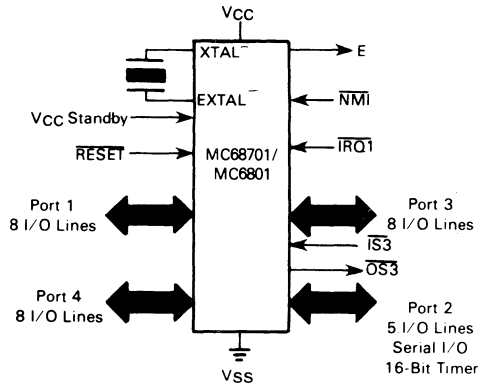 VCC
XTAL
E
EXTAL
NMI
VCC Standby
RESET
IRQ1
MC68701/
MC6801
Port 1
8 I/O Lines
Port 3
8 I/O Lines
IS3
OS3
Port 4
8 I/O Lines
Port 2
5 I/O Lines
Serial I/O
16-Bit Timer
VSS